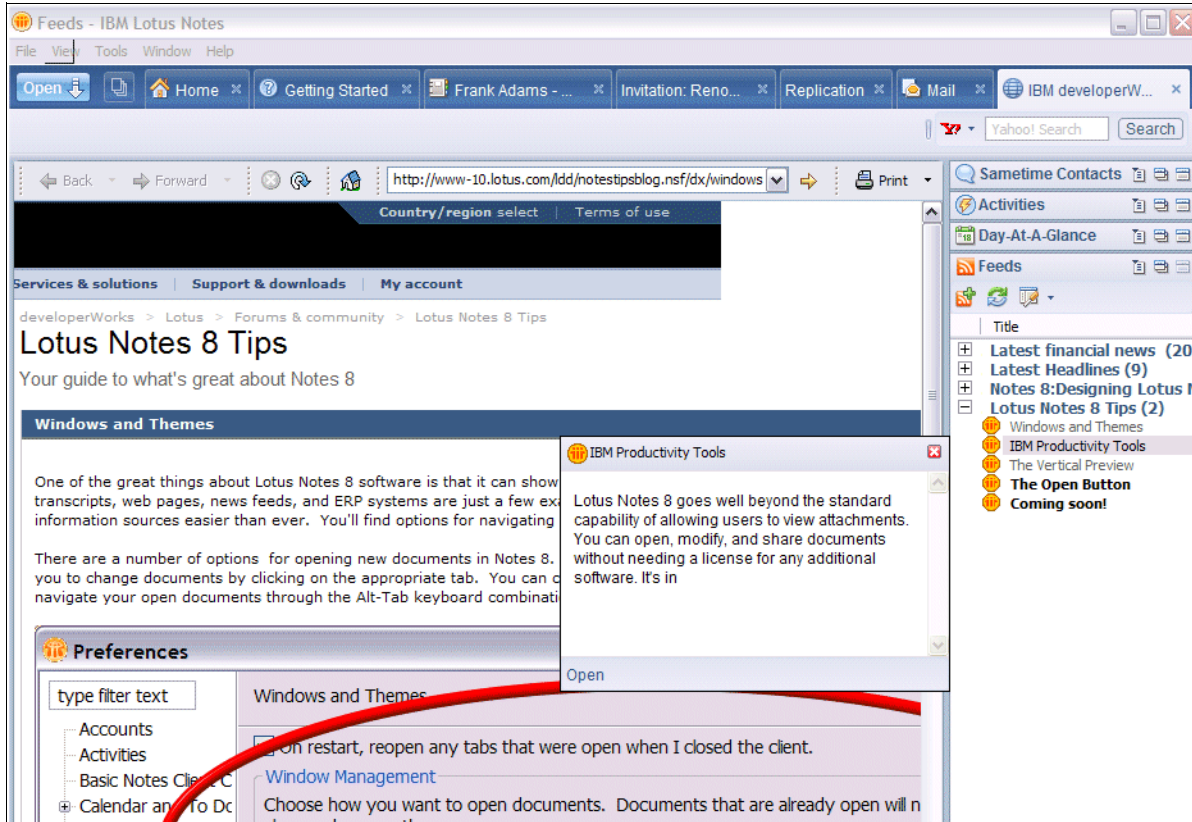 Feeds - IBM Lotus Notes
File View Tools Window Help
Open Home Getting Started Frank Adams - ... Invitation: Reno... Replication Mail IBM developerW...
Yahoo! Search Search
Back Forward http://www-10.lotus.com/ldd/notestipsblog.nsf/dx/windows Print
Country/region select | Terms of use
Services & solutions | Support & downloads | My account
developerWorks > Lotus > Forums & community > Lotus Notes 8 Tips
Lotus Notes 8 Tips
Your guide to what's great about Notes 8
Windows and Themes
One of the great things about Lotus Notes 8 software is that it can show
transcripts, web pages, news feeds, and ERP systems are just a few
information sources easier than ever. You'll find options for navigating
There are a number of options for opening new documents in Notes 8.
you to change documents by clicking on the appropriate tab. You can
navigate your open documents through the Alt-Tab keyboard
IBM Productivity Tools
Lotus Notes 8 goes well beyond the standard
capability of allowing users to view attachments.
You can open, modify, and share documents
without needing a license for any additional
software. It's in
Open
Preferences
type filter text
Accounts
Activities
Basic Notes
Calendar and To
Windows and Themes
On restart, reopen any tabs that were open when I closed the client.
Window Management
Choose how you want to open documents. Documents that are already open will
Sametime Contacts
Activities
18 Day-At-A-Glance
Feeds
Title
Latest financial news (20
Latest Headlines (9)
Notes 8:Designing Lotus
Lotus Notes 8 Tips (2)
Windows and Themes
IBM Productivity Tools
The Vertical Preview
The Open Button
Coming soon!